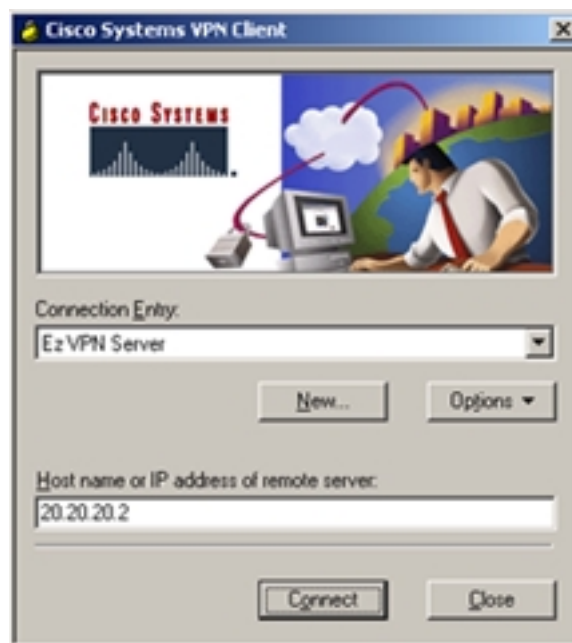 Cisco Systems VPN Client
CISCO SYSTEMS
Connection Entry:
Ez VPN Server
New...
Options
Host name or IP address of remote server:
20.20.20.2
Connect
Close